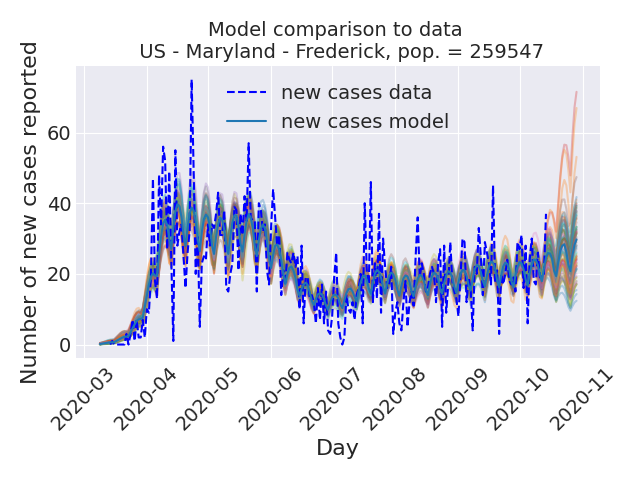 Model comparison to data
US - Maryland - Frederick, pop. = 259547
Number of new cases reported
60
40
20
0
new cases data
new cases model
2020-03
2020-04
2020-05
2020-06
2020-07
2020-08
2020-09
2020-10
2020-11
Day